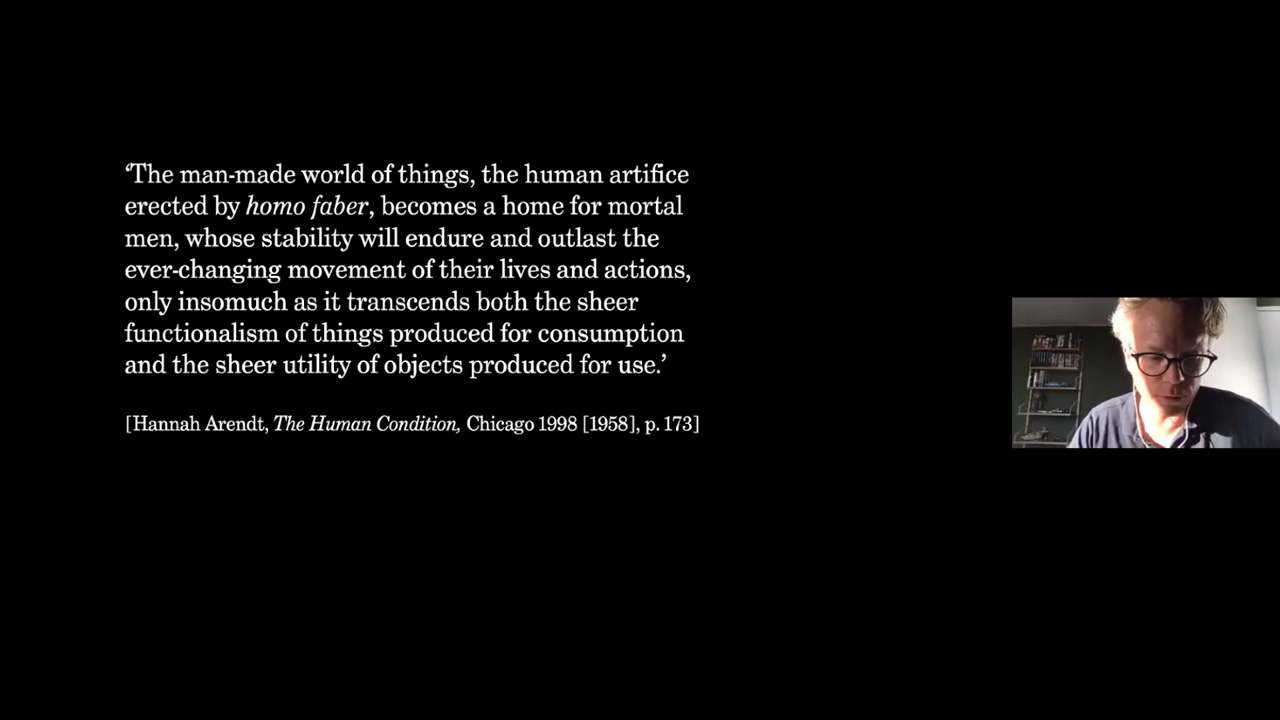 ‘The man-made world of things, the human artifice
erected by homo faber, becomes a home for mortal
men, whose stability will endure and outlast the
ever-changing movement of their lives and actions,
only insomuch as it transcends both the sheer
functionalism of things produced for consumption
and the sheer utility of objects produced for use.’
[Hannah Arendt, The Human Condition, Chicago 1998 [1958], p. 173]